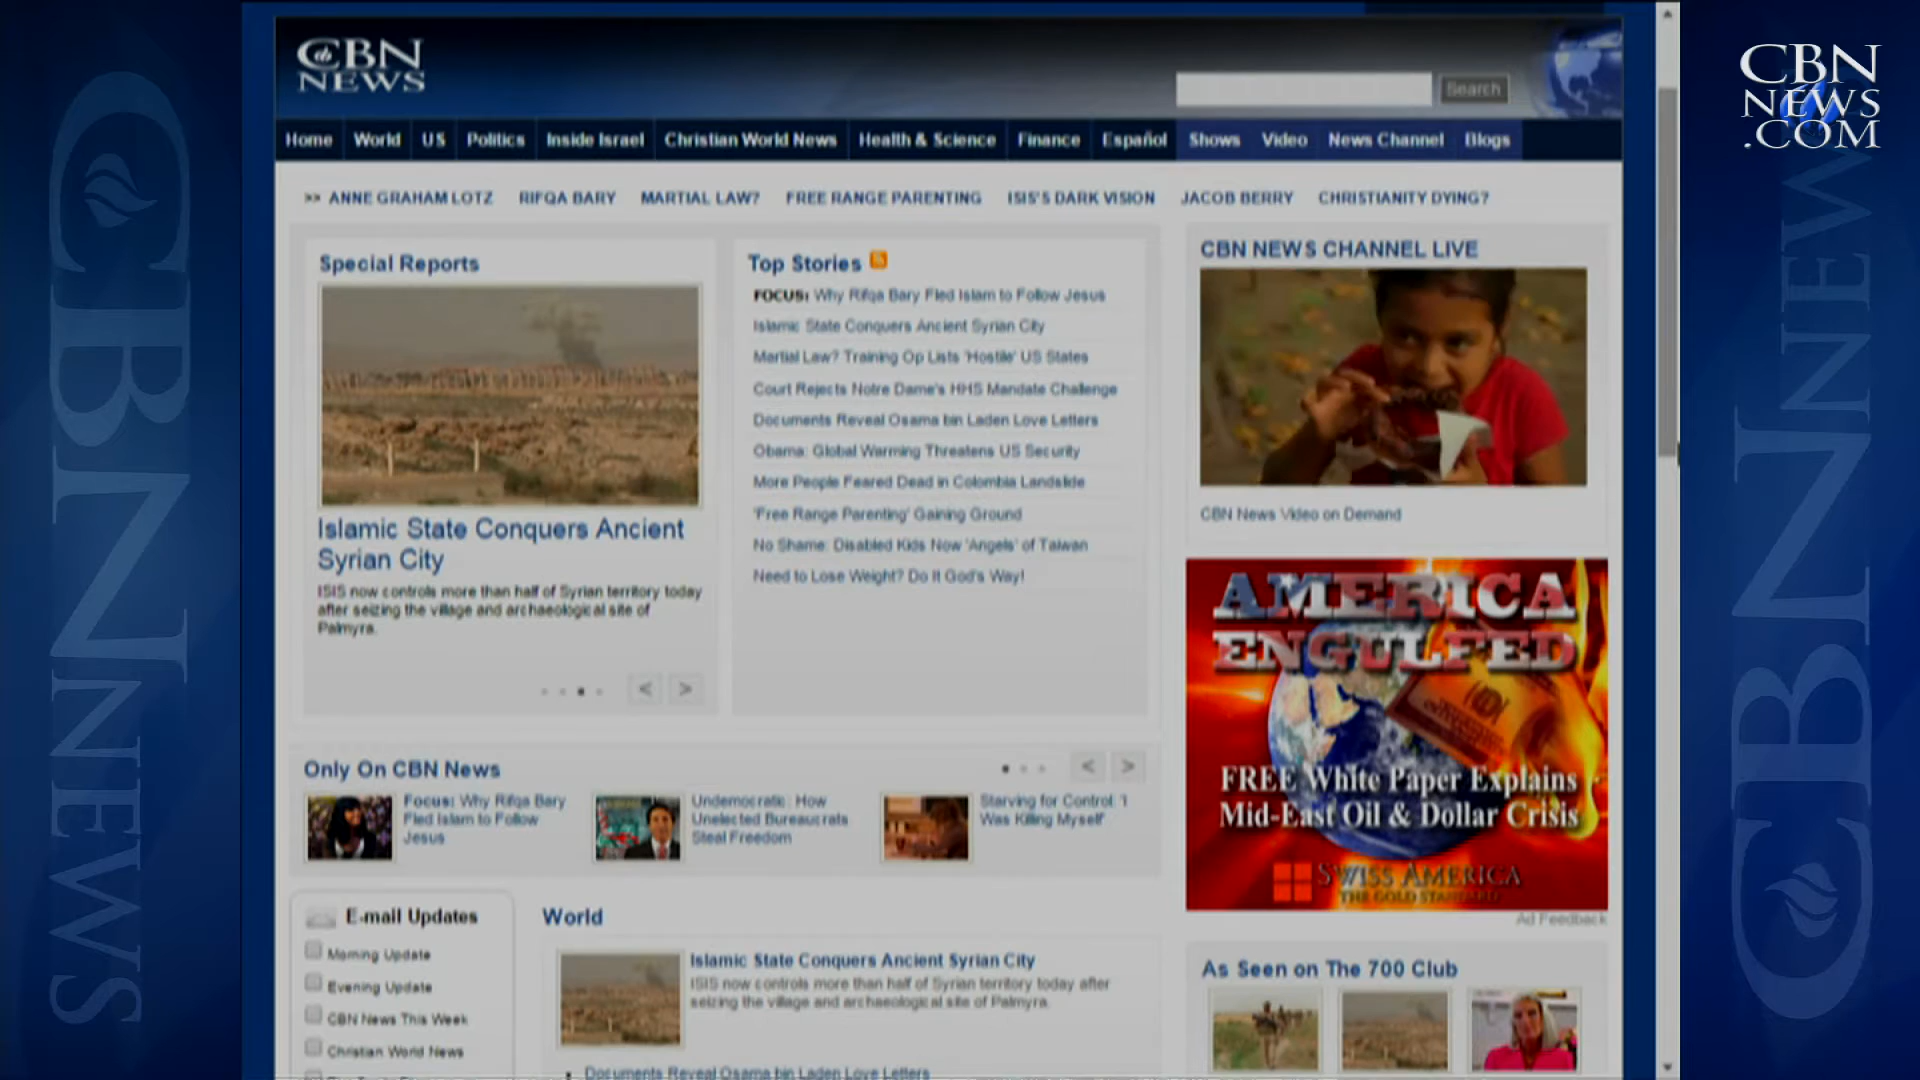 CBN
NEWS
Search
CBN
NEWS
.COM
Home World US Politics Inside Israel Christian World News Health & Science Finance Español Shows Video News Channel Blogs
>> ANNE GRAHAM LOTZ RIFQA BARY MARTIAL LAW? FREE RANGE PARENTING ISIS'S DARK VISION JACOB BERRY CHRISTIANITY DYING?
Special Reports
Islamic State Conquers Ancient
Syrian City
ISIS now controls more than half of Syrian territory today
after seizing the village and archaeological site of
Palmyra.
< >
Top Stories
FOCUS: Why Rifqa Bary Fled Islam to Follow Jesus
Islamic State Conquers Ancient Syrian City
Martial Law? Training Op Lists 'Hostile' US States
Court Rejects Notre Dame's HHS Mandate Challenge
Documents Reveal Osama bin Laden Love Letters
Obama: Global Warming Threatens US Security
More People Feared Dead in Colombia Landslide
'Free Range Parenting' Gaining Ground
No Shame: Disabled Kids Now 'Angels' of Taiwan
Need to Lose Weight? Do It God's Way!
CBN NEWS CHANNEL LIVE
CBN News Video on Demand
AMERICA
ENGULFED
FREE White Paper Explains
Mid-East Oil & Dollar Crisis
SWISS AMERICA
THE GOLD STANDARD
Ad Feedback
Only On CBN News
< >
Focus: Why Rifqa Bary
Fled Islam to Follow
Jesus
Undemocratic: How
Unelected Bureaucrats
Steal Freedom
Starving for Control: 'I
Was Killing Myself'
E-mail Updates
Morning Update
Evening Update
CBN News This Week
Christian World News
World
Islamic State Conquers Ancient Syrian City
ISIS now controls more than half of Syrian territory today after
seizing the village and archaeological site of Palmyra.
Documents Reveal Osama bin Laden Love Letters
As Seen on The 700 Club
CBN NEWS
CBN NEWS